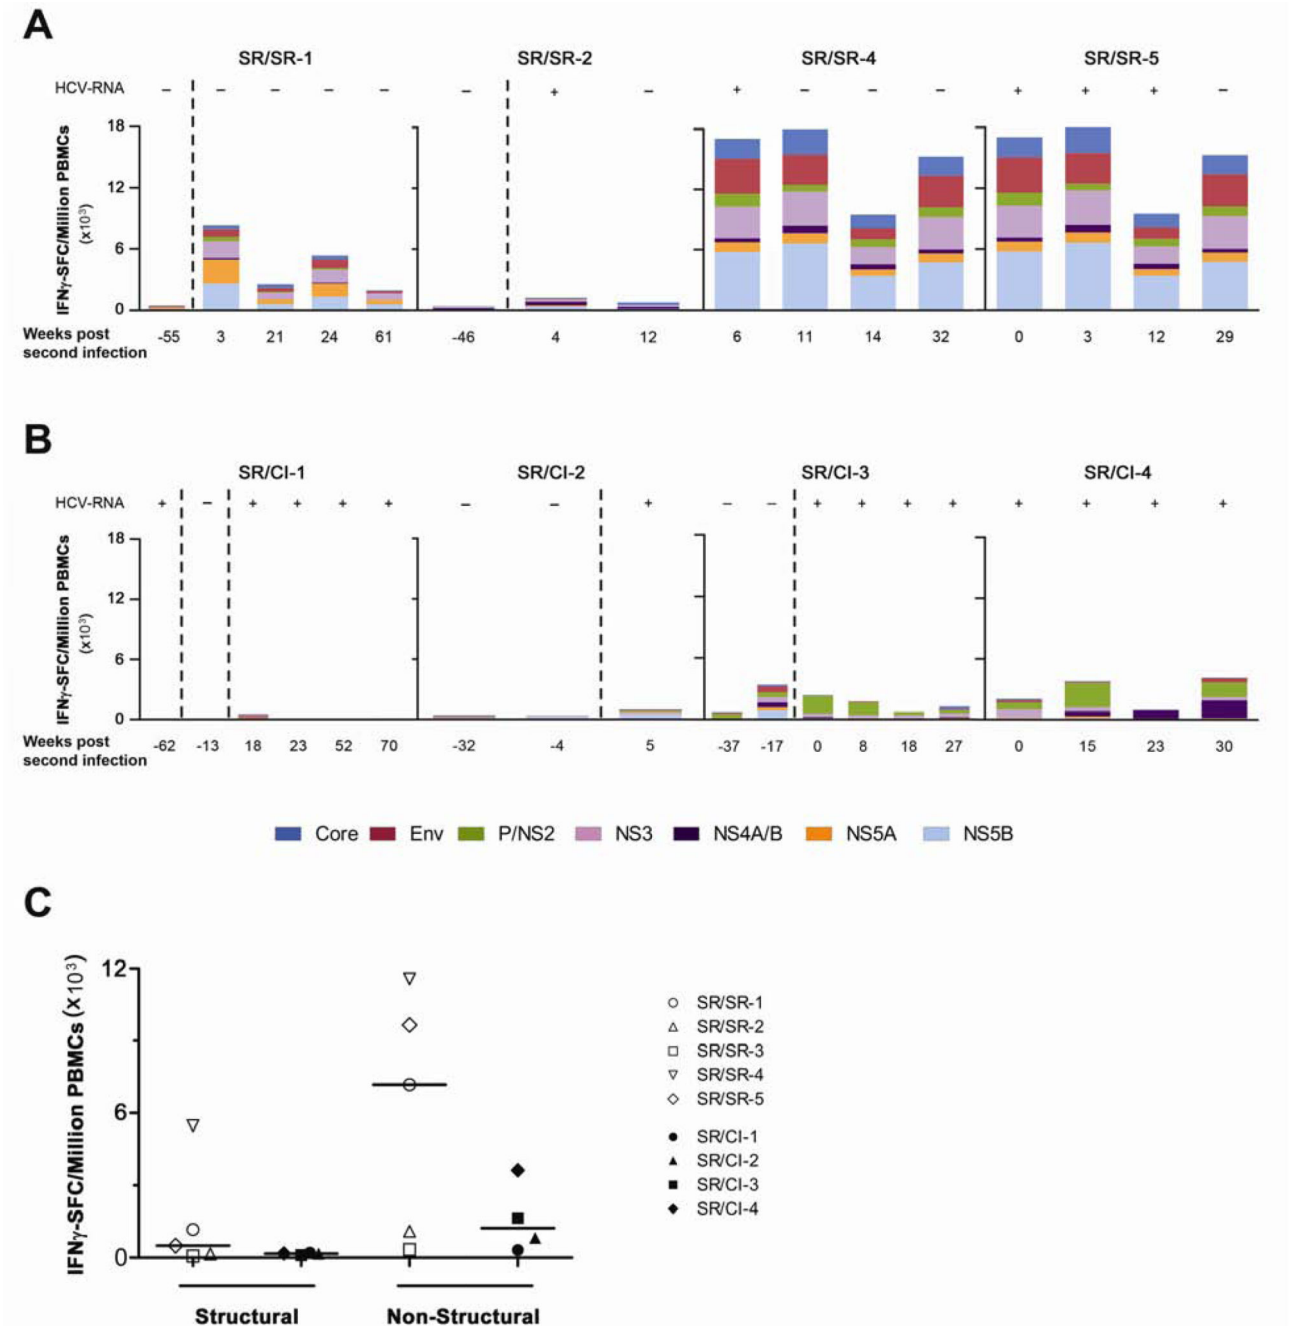 A
SR/SR-1 SR/SR-2 SR/SR-4 SR/SR-5
HCV-RNA – – – – – – + – + – – – + + + –
18
12
6
0
IFNγ-SFC/Million PBMCs
(x10³)
Weeks post
second infection
-55 3 21 24 61 -46 4 12 6 11 14 32 0 3 12 29
B
SR/CI-1 SR/CI-2 SR/CI-3 SR/CI-4
HCV-RNA + – + + + + – – + – – + + + + + + + +
18
12
6
0
IFNγ-SFC/Million PBMCs
(x10³)
Weeks post
second infection
-62 -13 18 23 52 70 -32 -4 5 -37 -17 0 8 18 27 0 15 23 30
Core Env P/NS2 NS3 NS4A/B NS5A NS5B
C
12
6
0
IFNγ-SFC/Million PBMCs (x10³)
SR/SR-1
SR/SR-2
SR/SR-3
SR/SR-4
SR/SR-5
SR/CI-1
SR/CI-2
SR/CI-3
SR/CI-4
Structural Non-Structural